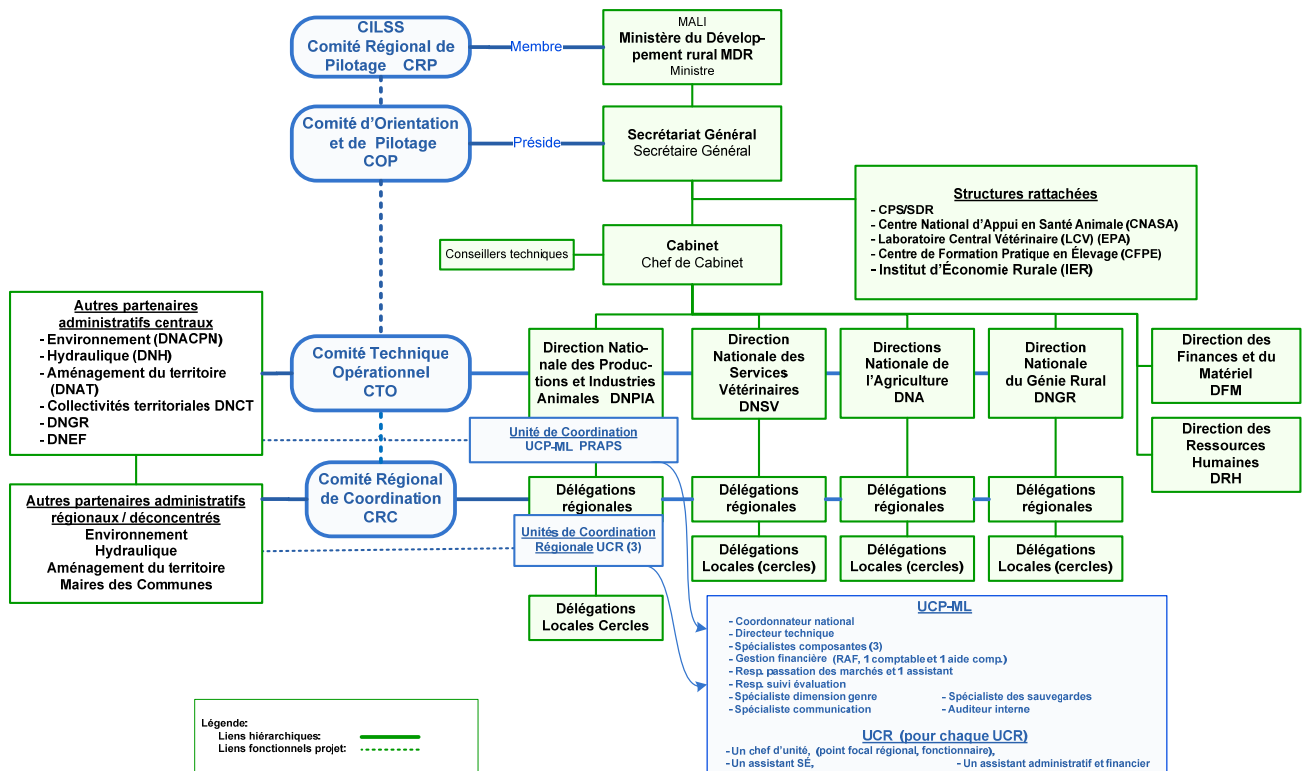 CILSS
Comité Régional de
Pilotage CRP
Membre
MALI
Ministère du Dévelop-
pement rural MDR
Ministre
Comité d'Orientation
et de Pilotage
COP
Préside
Secrétariat Général
Secrétaire Général
Structures rattachées
- CPS/SDR
- Centre National d'Appui en Santé Animale (CNASA)
- Laboratoire Central Vétérinaire (LCV) (EPA)
- Centre de Formation Pratique en Élevage (CFPE)
- Institut d'Économie Rurale (IER)
Conseillers techniques
Cabinet
Chef de Cabinet
Autres partenaires
administratifs centraux
- Environnement (DNACPN)
- Hydraulique (DNH)
- Aménagement du territoire
(DNAT)
- Collectivités territoriales DNCT
- DNGR
- DNEF
Comité Technique
Opérationnel
CTO
Direction Natio-
nale des Produc-
tions et Industries
Animales DNPIA
Direction
Nationale des
Services
Vétérinaires
DNSV
Directions
Nationale de
l'Agriculture
DNA
Direction
Nationale
du Génie Rural
DNGR
Direction des
Finances et du
Matériel
DFM
Unité de Coordination
UCP-ML PRAPS
Direction des
Ressources
Humaines
DRH
Autres partenaires administratifs
régionaux / déconcentrés
Environnement
Hydraulique
Aménagement du territoire
Maires des Communes
Comité Régional
de Coordination
CRC
Délégations
régionales
Délégations
régionales
Délégations
régionales
Délégations
régionales
Unités de Coordination
Régionale UCR (3)
Délégations
Locales (cercles)
Délégations
Locales (cercles)
Délégations
Locales (cercles)
Délégations
Locales Cercles
UCP-ML
- Coordonnateur national
- Directeur technique
- Spécialistes composantes (3)
- Gestion financière (RAF, 1 comptable et 1 aide comp.)
- Resp. passation des marchés et 1 assistant
- Resp. suivi évaluation
- Spécialiste dimension genre - Spécialiste des sauvegardes
- Spécialiste communication - Auditeur interne
UCR (pour chaque UCR)
- Un chef d'unité, (point focal régional, fonctionnaire),
- Un assistant SÉ, - Un assistant administratif et financier
Légende:
Liens hiérarchiques:
Liens fonctionnels projet: